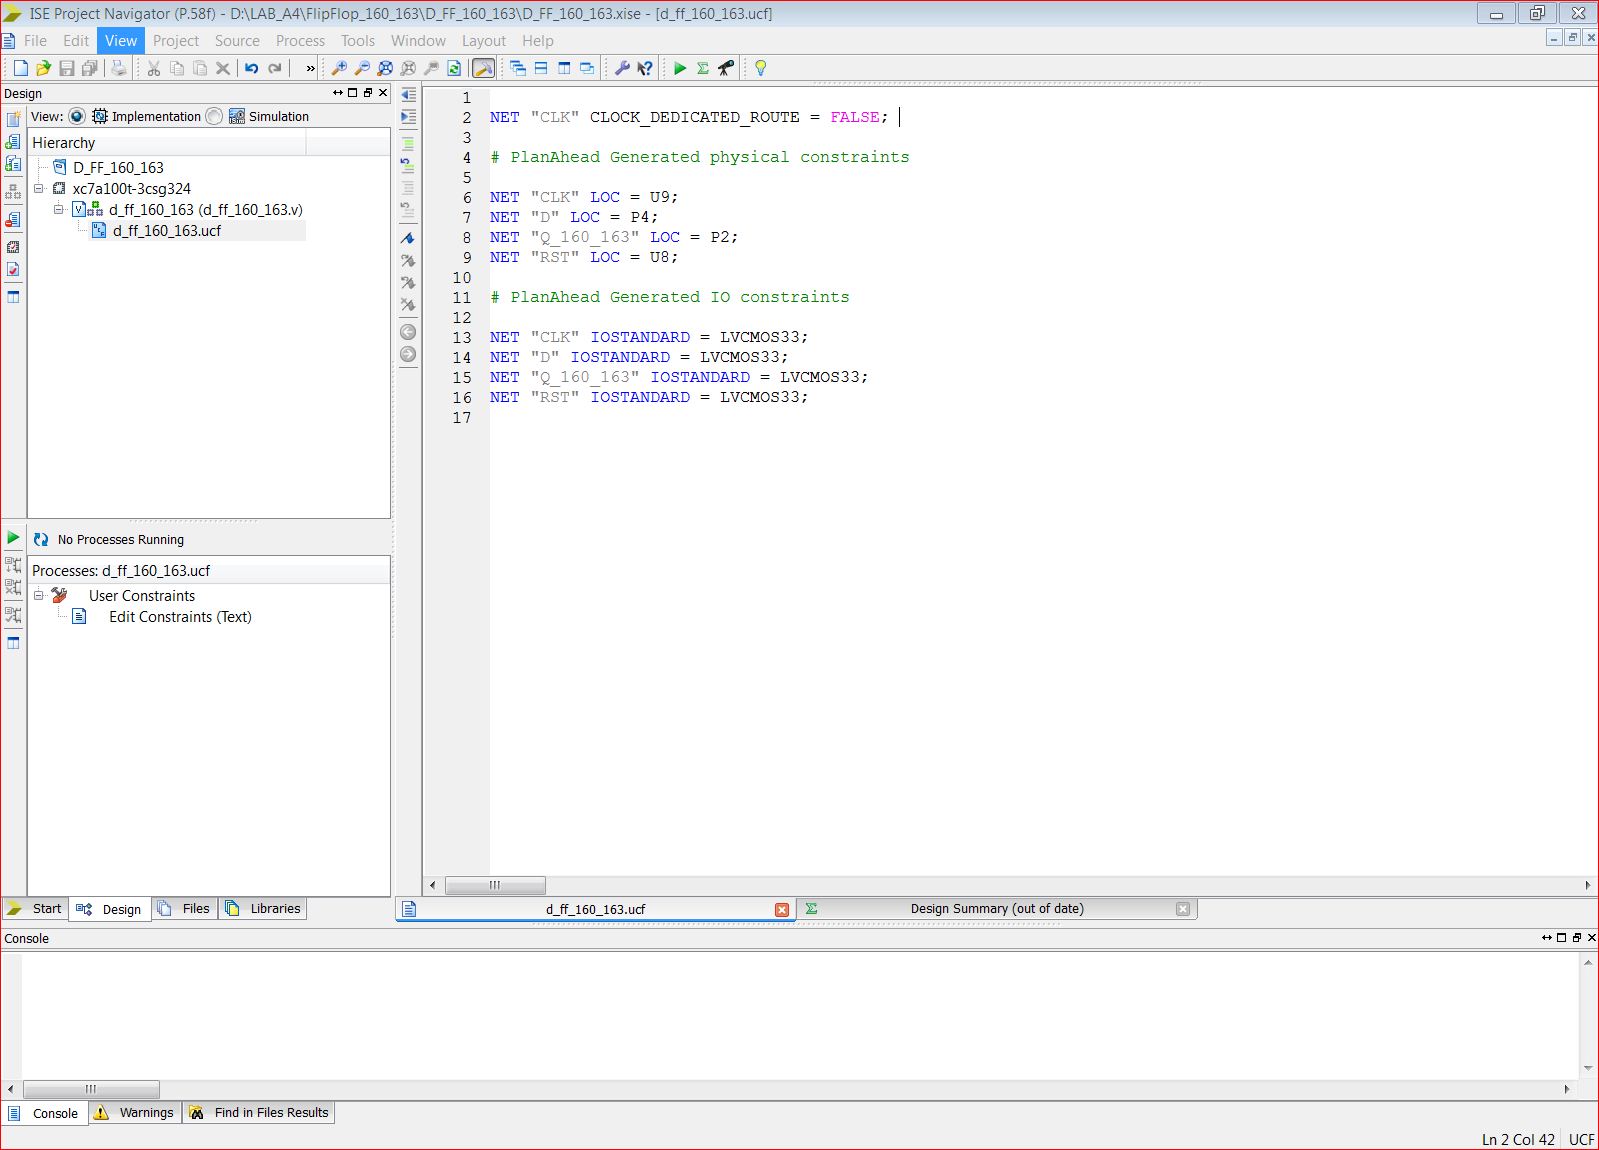 ISE Project Navigator (P.58f) - D:\LAB_A4\FlipFlop_160_163\D_FF_160_163\D_FF_160_163.xise - [d_ff_160_163.ucf]
File Edit View Project Source Process Tools Window Layout Help
Design
View: Implementation Simulation
Hierarchy
D_FF_160_163
xc7a100t-3csg324
d_ff_160_163 (d_ff_160_163.v)
d_ff_160_163.ucf
No Processes Running
Processes: d_ff_160_163.ucf
User Constraints
Edit Constraints (Text)
Start Design Files Libraries
1
2 NET "CLK" CLOCK_DEDICATED_ROUTE = FALSE;
3
4 # PlanAhead Generated physical constraints
5
6 NET "CLK" LOC = U9;
7 NET "D" LOC = P4;
8 NET "Q_160_163" LOC = P2;
9 NET "RST" LOC = U8;
10
11 # PlanAhead Generated IO constraints
12
13 NET "CLK" IOSTANDARD = LVCMOS33;
14 NET "D" IOSTANDARD = LVCMOS33;
15 NET "Q_160_163" IOSTANDARD = LVCMOS33;
16 NET "RST" IOSTANDARD = LVCMOS33;
17
d_ff_160_163.ucf Design Summary (out of date)
Console
Console Warnings Find in Files Results
Ln 2 Col 42 UCF